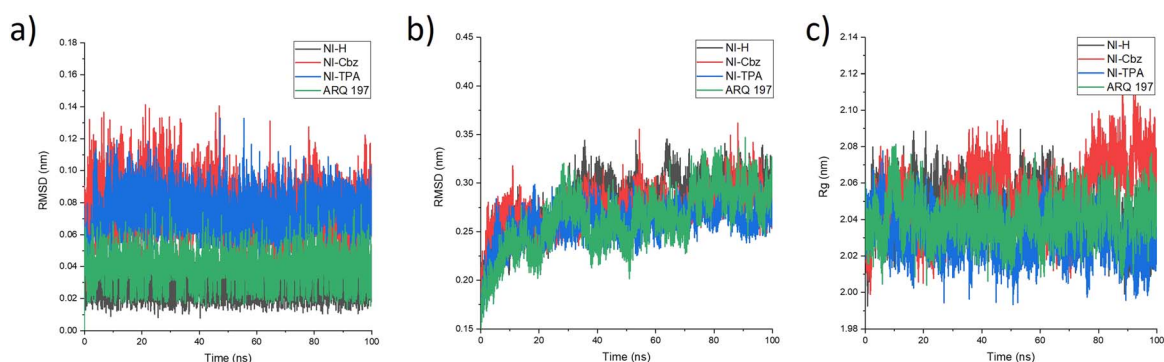 a)
0.18
0.16
0.14
0.12
0.10
0.08
0.06
0.04
0.02
0.00
RMSD (nm)
NI-H
NI-Cbz
NI-TPA
ARQ 197
0 20 40 60 80 100
Time (ns)
b)
0.45
0.40
0.35
0.30
0.25
0.20
0.15
RMSD (nm)
NI-H
NI-Cbz
NI-TPA
ARQ 197
0 20 40 60 80 100
Time (ns)
c)
2.14
2.12
2.10
2.08
2.06
2.04
2.02
2.00
1.98
Rg (nm)
NI-H
NI-Cbz
NI-TPA
ARQ 197
0 20 40 60 80 100
Time (ns)